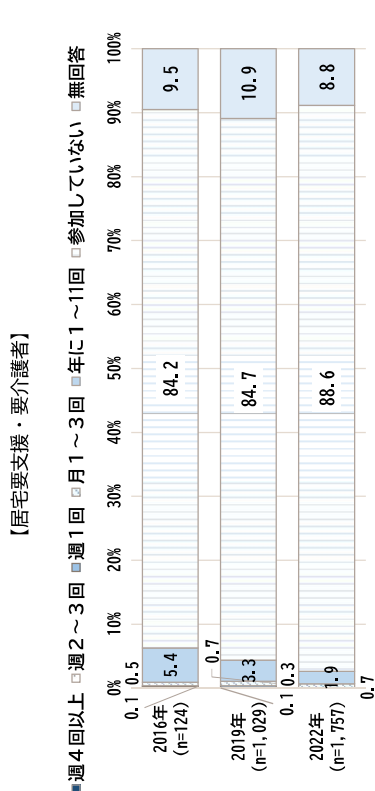 【居宅要支援・要介護者】
■週４回以上 □週２～３回 ■週１回 □月１～３回 ■年に１～11回 □参加していない □無回答
0% 10% 20% 30% 40% 50% 60% 70% 80% 90% 100%
2016年
(n=124)
0.1 0.5 5.4 84.2 9.5
2019年
(n=1,029)
0.1 0.3 0.7 3.3 84.7 10.9
2022年
(n=1,757)
0.7 1.9 88.6 8.8